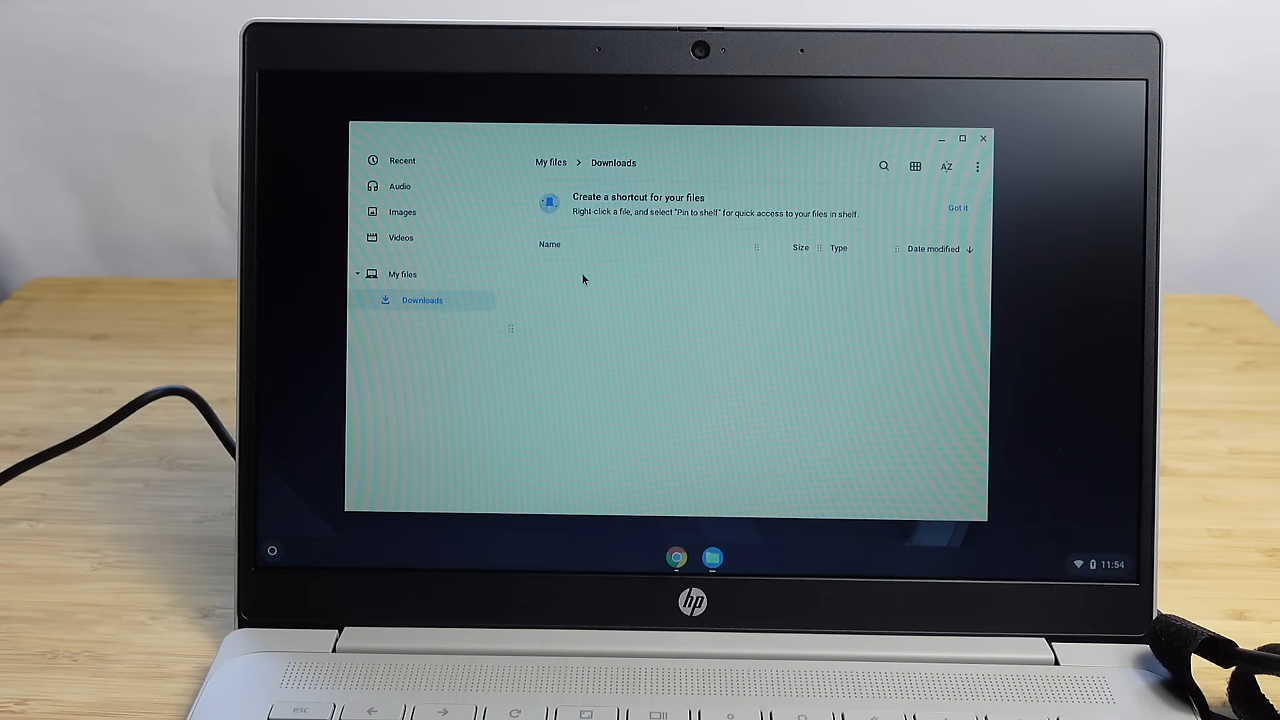 Recent
Audio
Images
Videos
My files
Downloads
My files > Downloads
AZ
Create a shortcut for your files
Right-click a file, and select "Pin to shelf" for quick access to your files in shelf.
Got it
Name Size Type Date modified
11:54
hp
esc